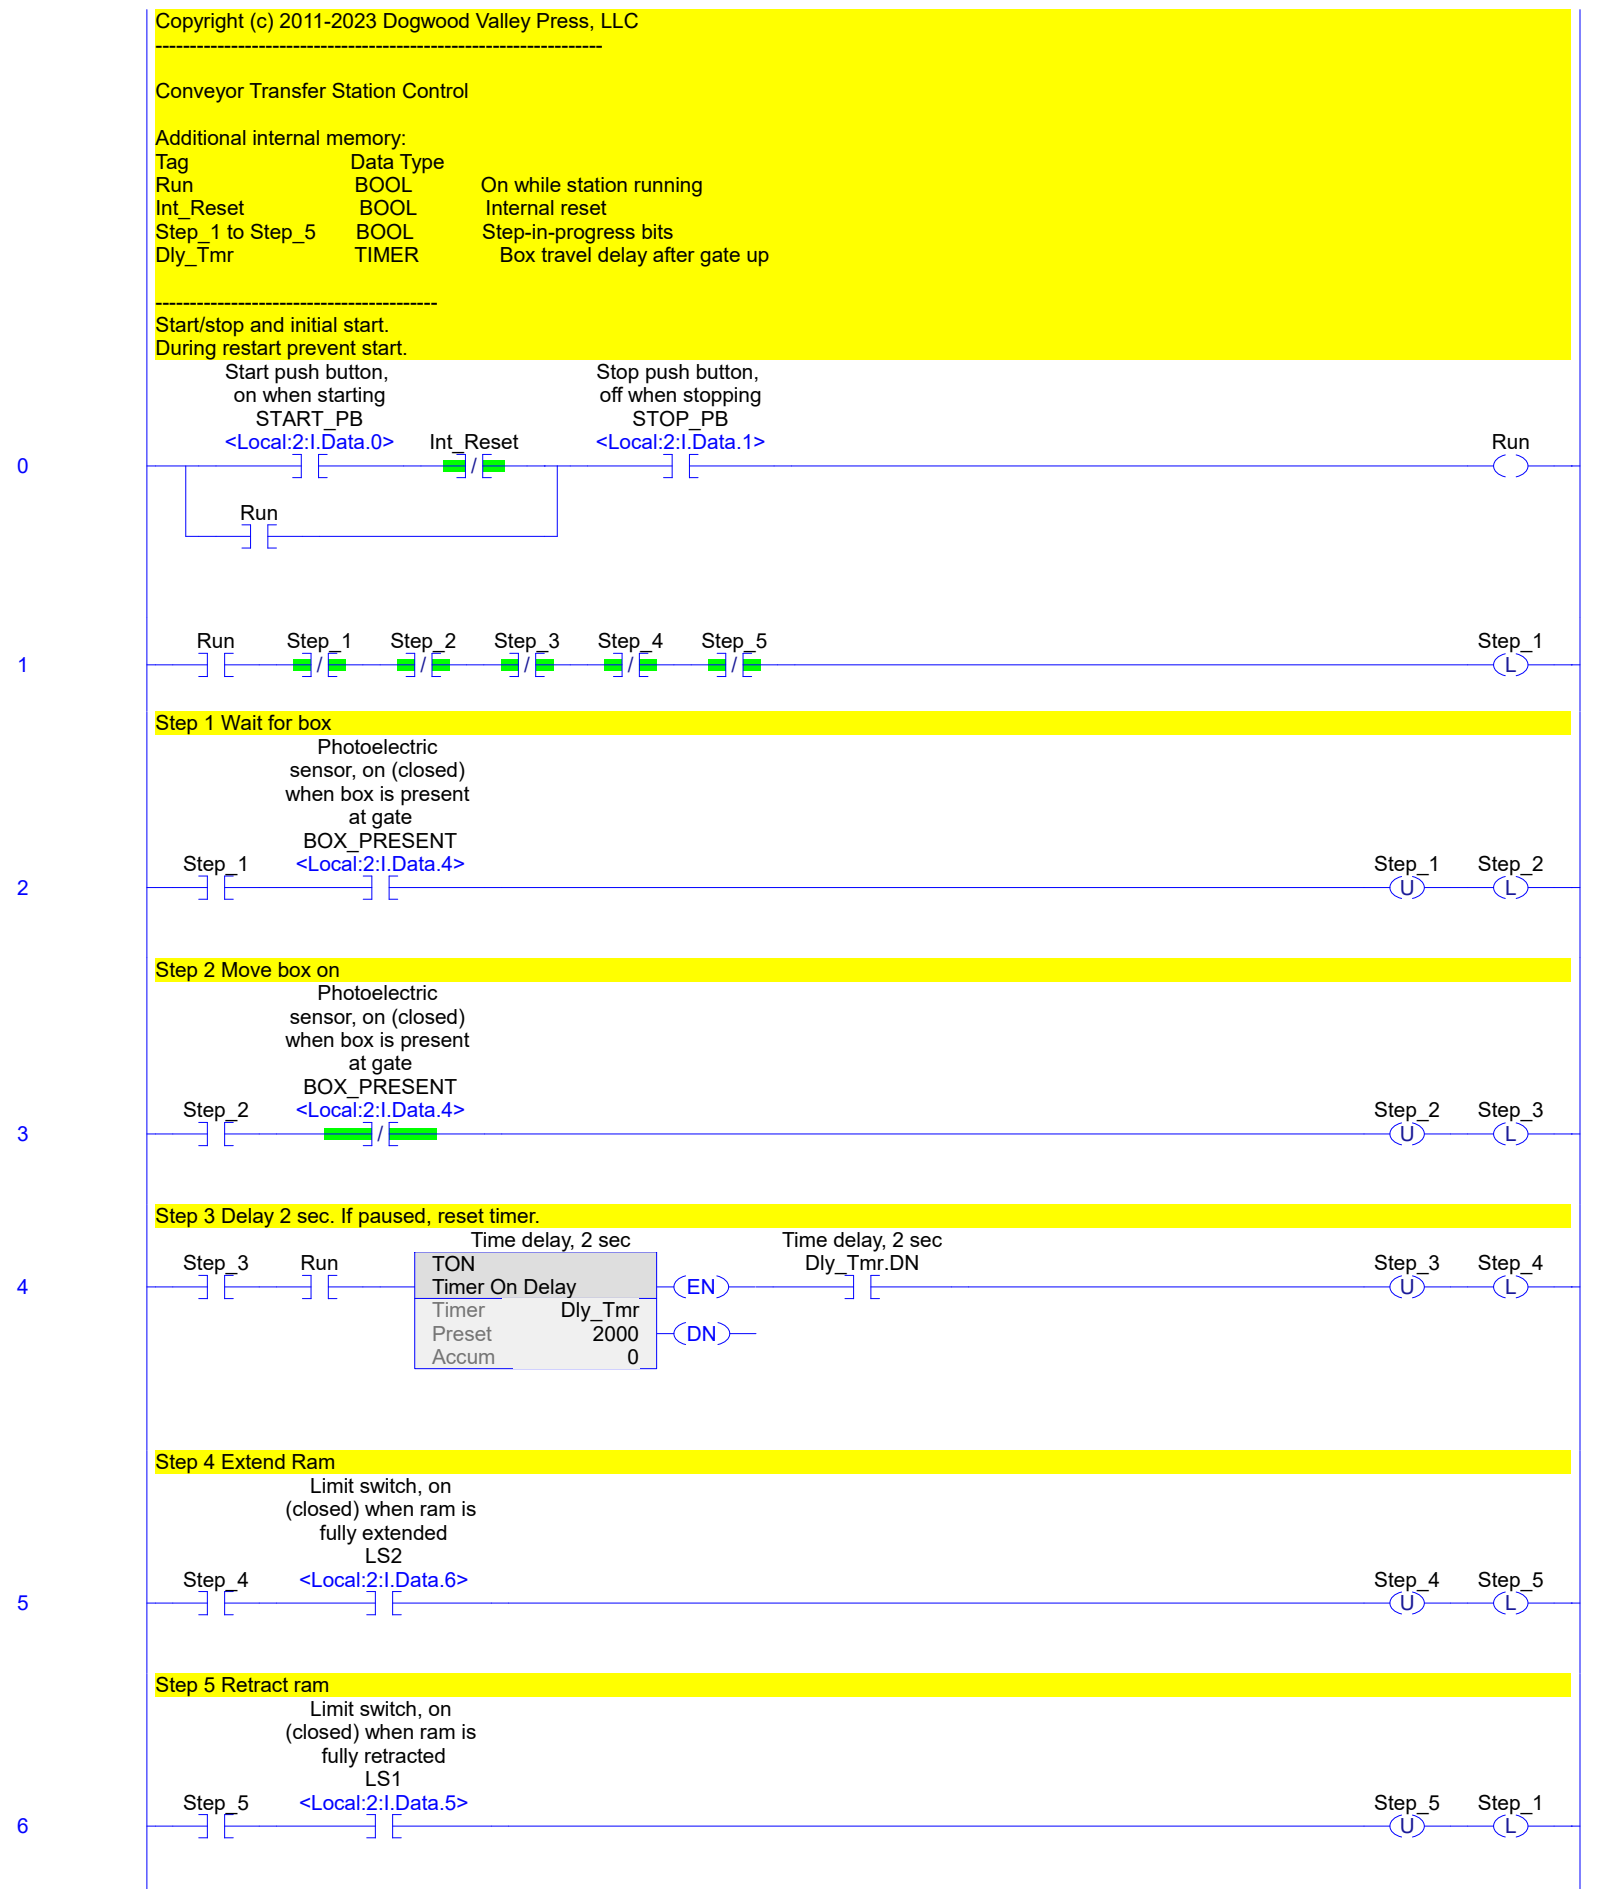 Copyright (c) 2011-2023 Dogwood Valley Press, LLC
-----------------------------------------------------------------
Conveyor Transfer Station Control
Additional internal memory:
Tag Data Type
Run BOOL On while station running
Int_Reset BOOL Internal reset
Step_1 to Step_5 BOOL Step-in-progress bits
Dly_Tmr TIMER Box travel delay after gate up
-----------------------------------------
Start/stop and initial start.
During restart prevent start.
Start push button,
on when starting
START_PB
<Local:2:I.Data.0>
Int_Reset
/
Stop push button,
off when stopping
STOP_PB
<Local:2:I.Data.1>
Run
0
Run
Run Step_1 Step_2 Step_3 Step_4 Step_5 Step_1
1 / / / / / L
Step 1 Wait for box
Photoelectric
sensor, on (closed)
when box is present
at gate
BOX_PRESENT
Step_1 <Local:2:I.Data.4> Step_1 Step_2
2 U L
Step 2 Move box on
Photoelectric
sensor, on (closed)
when box is present
at gate
BOX_PRESENT
Step_2 <Local:2:I.Data.4> Step_2 Step_3
3 / U L
Step 3 Delay 2 sec. If paused, reset timer.
Time delay, 2 sec Time delay, 2 sec
Step_3 Run TON Dly_Tmr.DN Step_3 Step_4
4 Timer On Delay EN U L
Timer Dly_Tmr
Preset 2000 DN
Accum 0
Step 4 Extend Ram
Limit switch, on
(closed) when ram is
fully extended
LS2
Step_4 <Local:2:I.Data.6> Step_4 Step_5
5 U L
Step 5 Retract ram
Limit switch, on
(closed) when ram is
fully retracted
LS1
Step_5 <Local:2:I.Data.5> Step_5 Step_1
6 U L